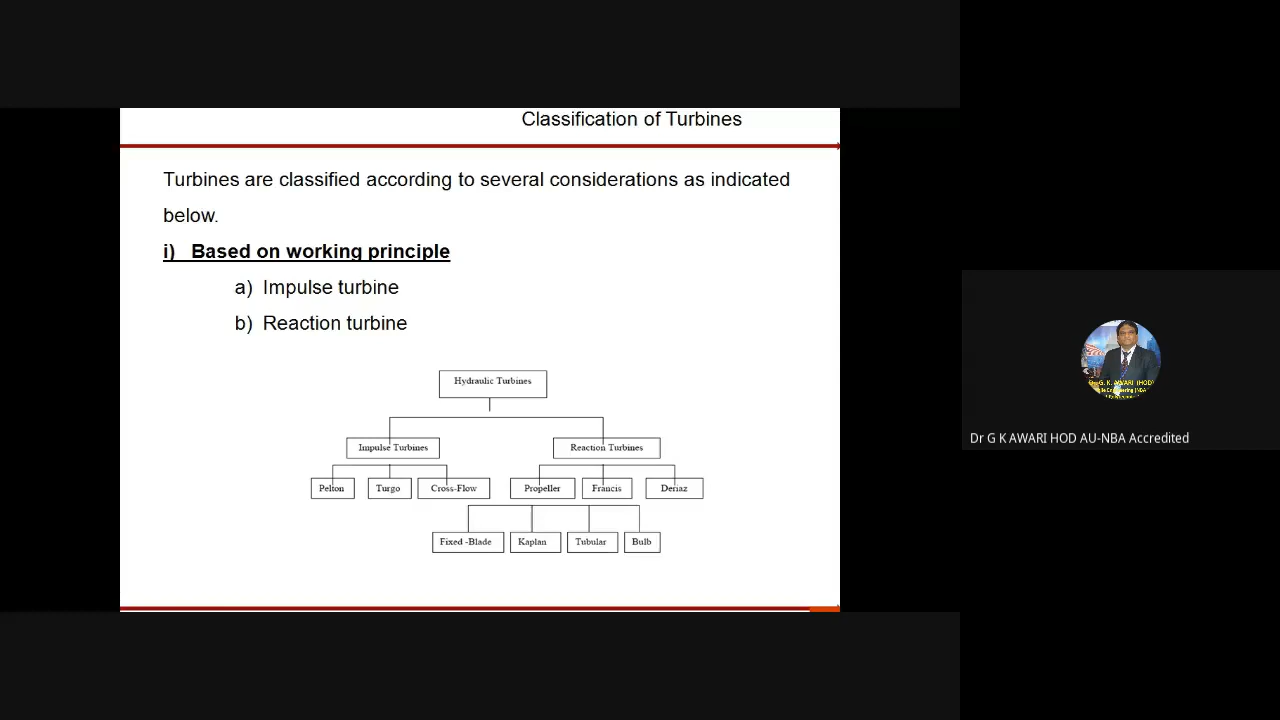 Classification of Turbines
Turbines are classified according to several considerations as indicated
below.
i) Based on working principle
a) Impulse turbine
b) Reaction turbine
Hydraulic Turbines
Impulse Turbines
Reaction Turbines
Pelton
Turgo
Cross-Flow
Propeller
Francis
Deriaz
Fixed -Blade
Kaplan
Tubular
Bulb
Dr G K AWARI HOD AU-NBA Accredited